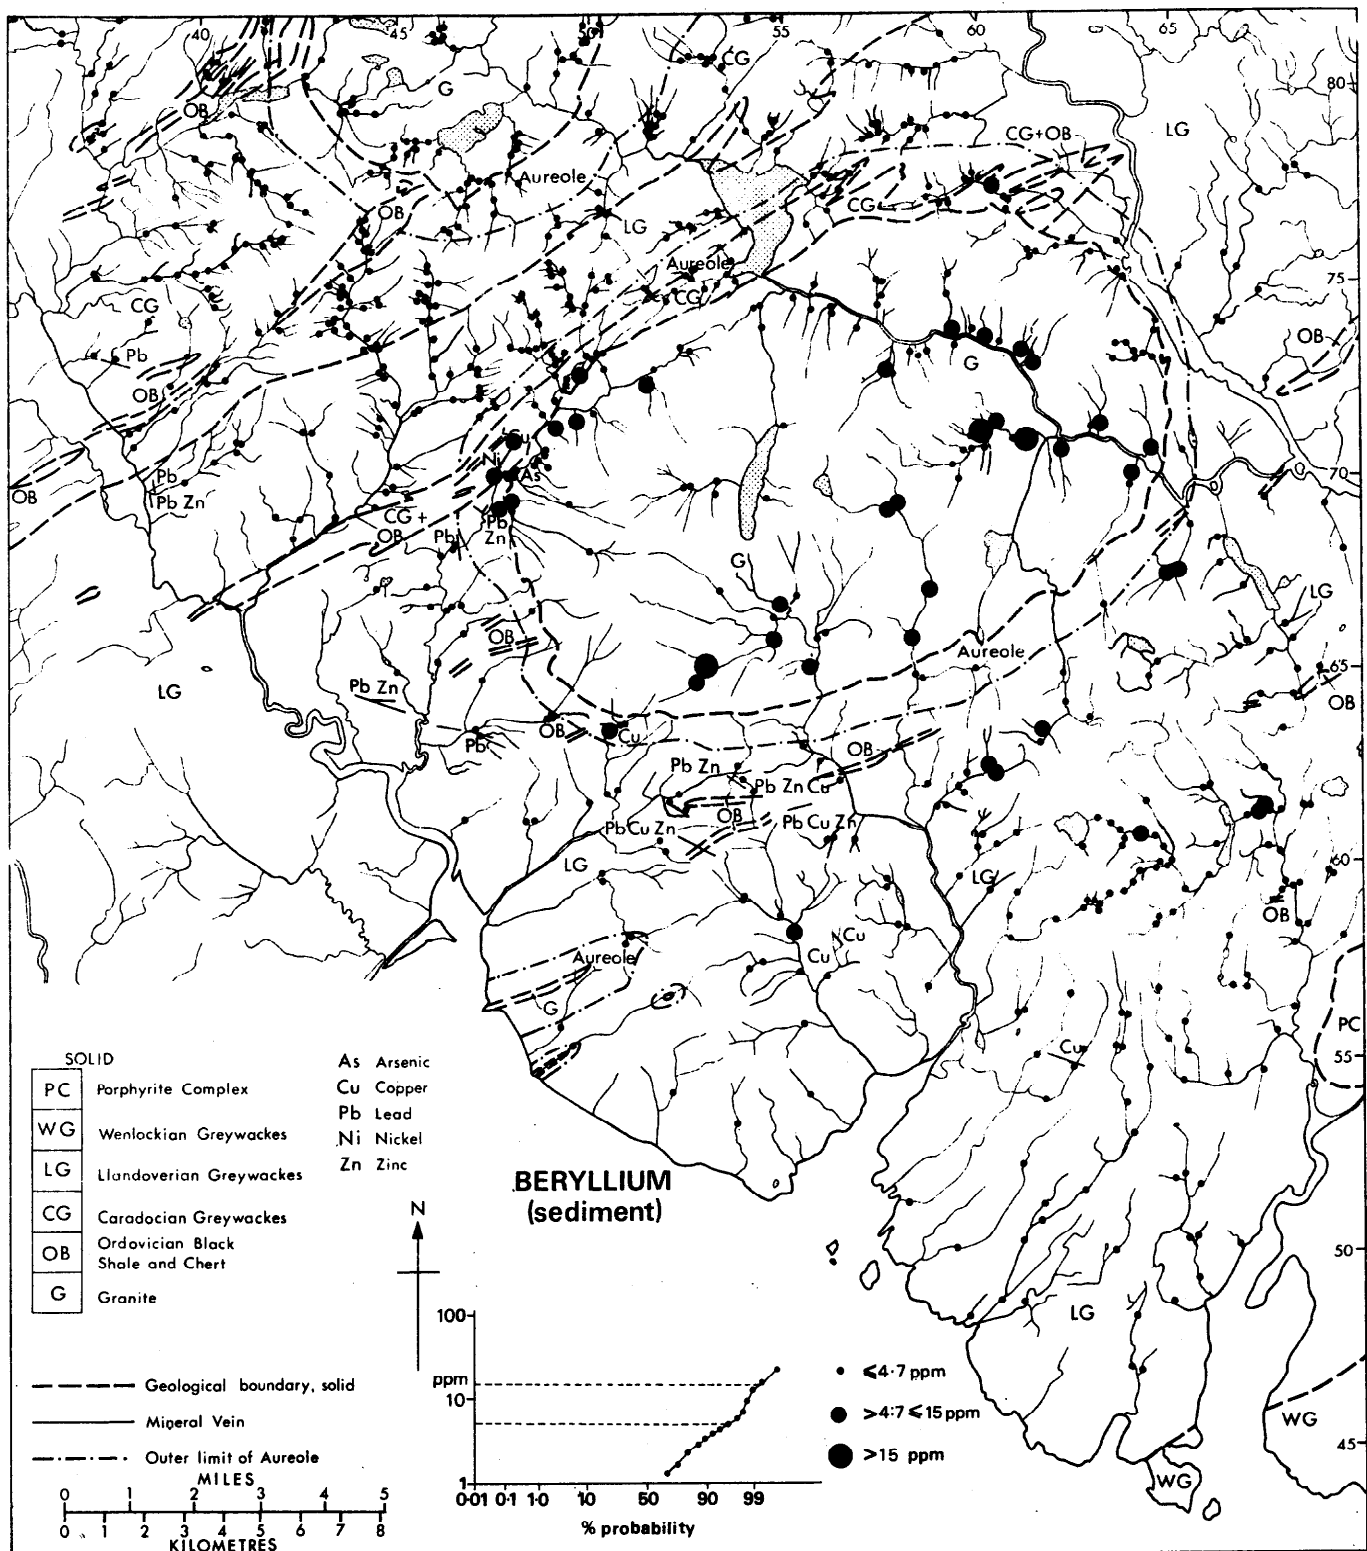 40 45 50 55 60 65
CG
G
80
OB
CG+OB
LG
Aureole
CG
OB
LG
Aureole
75
CG
CG
OB
Pb
G
OB
Cu
Ni
As
70
Pb
OB
Pb Zn
CG +
OB
Pb
Pb
Zn
G
LG
OB
Aureole
65
LG
Pb Zn
OB
OB
Cu
Pb
OB
Pb Zn
Pb Zn Cu
OB
Pb Cu Zn
Pb Cu Zn
60
LG
LG
OB
Cu
Aureole
Cu
G
PC
Cu
55
SOLID
PC Porphyrite Complex
WG Wenlockian Greywackes
LG Llandoverian Greywackes
CG Caradocian Greywackes
OB Ordovician Black
Shale and Chert
G Granite
As Arsenic
Cu Copper
Pb Lead
Ni Nickel
Zn Zinc
N
BERYLLIUM
(sediment)
50
LG
WG
45
WG
Geological boundary, solid
Mineral Vein
Outer limit of Aureole
MILES
0 1 2 3 4 5
0 1 2 3 4 5 6 7 8
KILOMETRES
100
ppm
10
1
0·01 0·1 1·0 10 50 90 99
% probability
≤4·7 ppm
>4·7 ≤15 ppm
>15 ppm